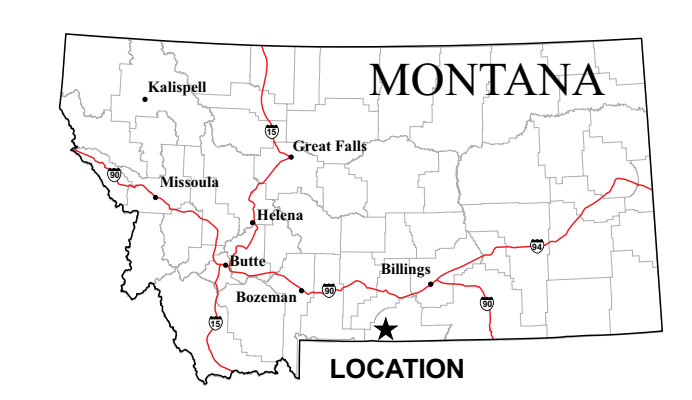 MONTANA
Kalispell
15
Great Falls
90
Missoula
Helena
94
Butte
Billings
Bozeman
90
90
15
LOCATION